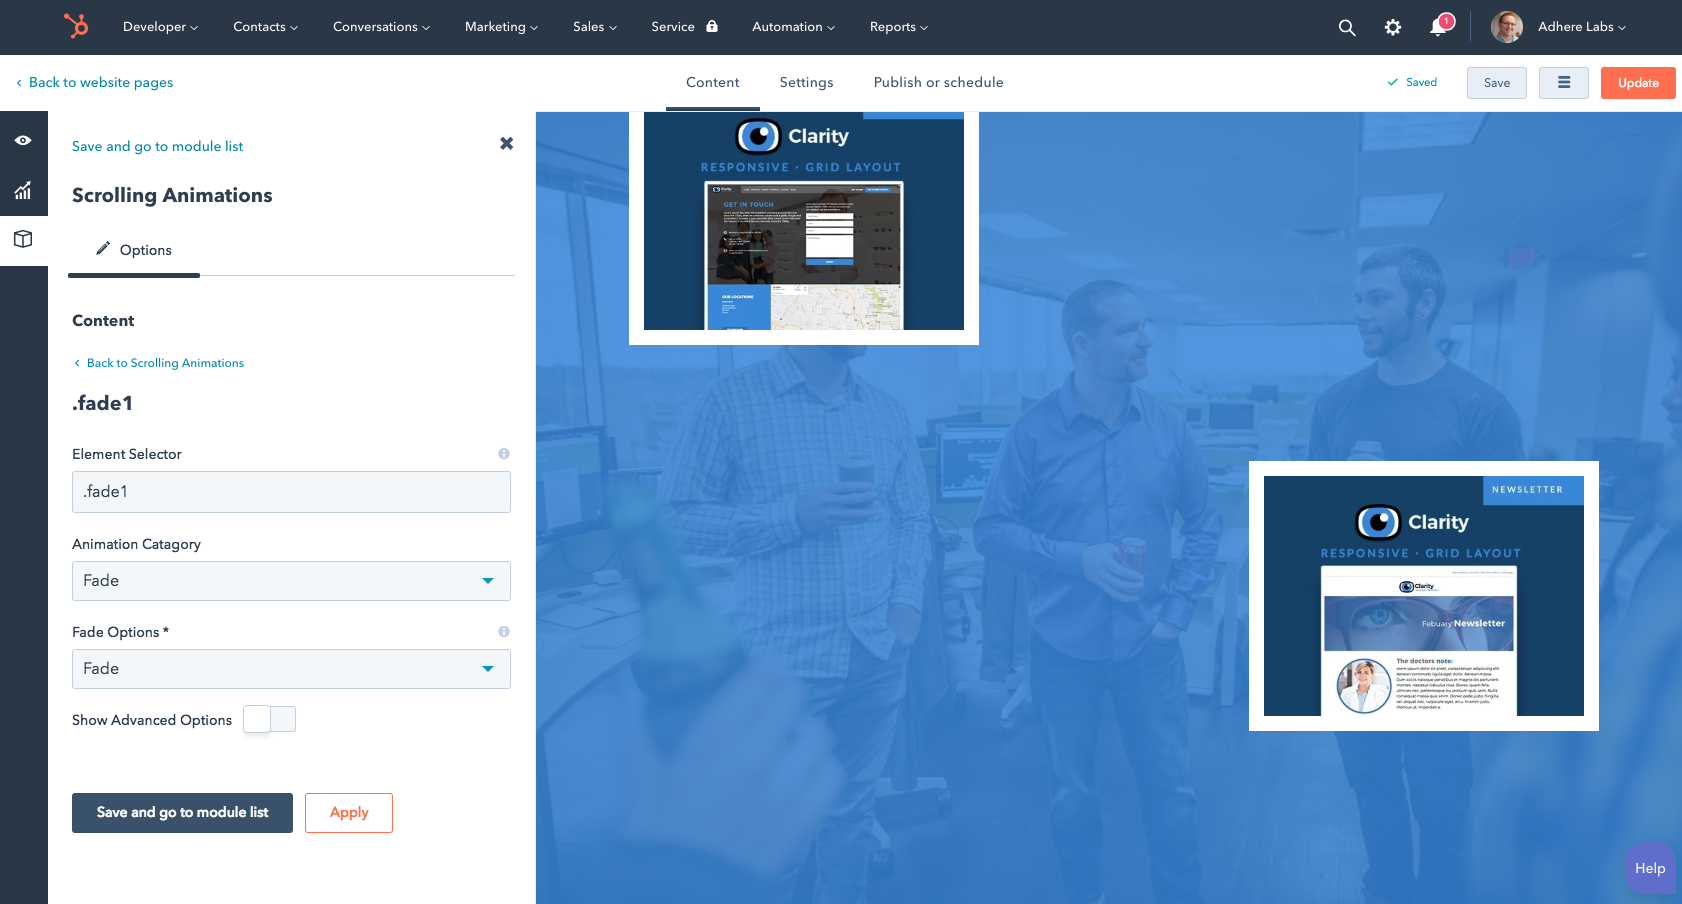 Developer Contacts Conversations Marketing Sales Service Automation Reports 1 Adhere Labs
Back to website pages Content Settings Publish or schedule Saved Save Update
Save and go to module list
Scrolling Animations
Options
Content
Back to Scrolling Animations
.fade1
Element Selector
.fade1
Animation Catagory
Fade
Fade Options *
Fade
Show Advanced Options
Save and go to module list Apply
Clarity
RESPONSIVE · GRID LAYOUT
Clarity
GET IN TOUCH
OUR LOCATIONS
NEWSLETTER
Clarity
RESPONSIVE · GRID LAYOUT
Clarity
Febuary Newsletter
The doctors note:
Help